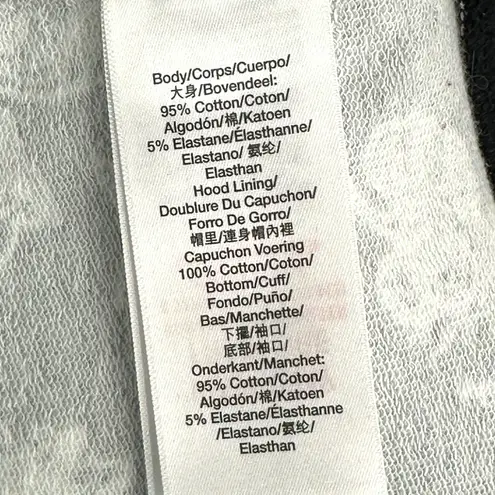 Body/Corps/Cuerpo/
大身/Bovendeel:
95% Cotton/Coton/
Algodón/棉/Katoen
5% Elastane/Élasthanne/
Elastano/ 氨纶/
Elasthan
Hood Lining/
Doublure Du Capuchon/
Forro De Gorro/
帽里/連身帽內裡
Capuchon Voering
100% Cotton/Coton/
Bottom/Cuff/
Fondo/Puño/
Bas/Manchette/
下擺/袖口/
底部/袖口/
Onderkant/Manchet:
95% Cotton/Coton/
Algodón/棉/Katoen
5% Elastane/Élasthanne
/Elastano/氨纶/
Elasthan